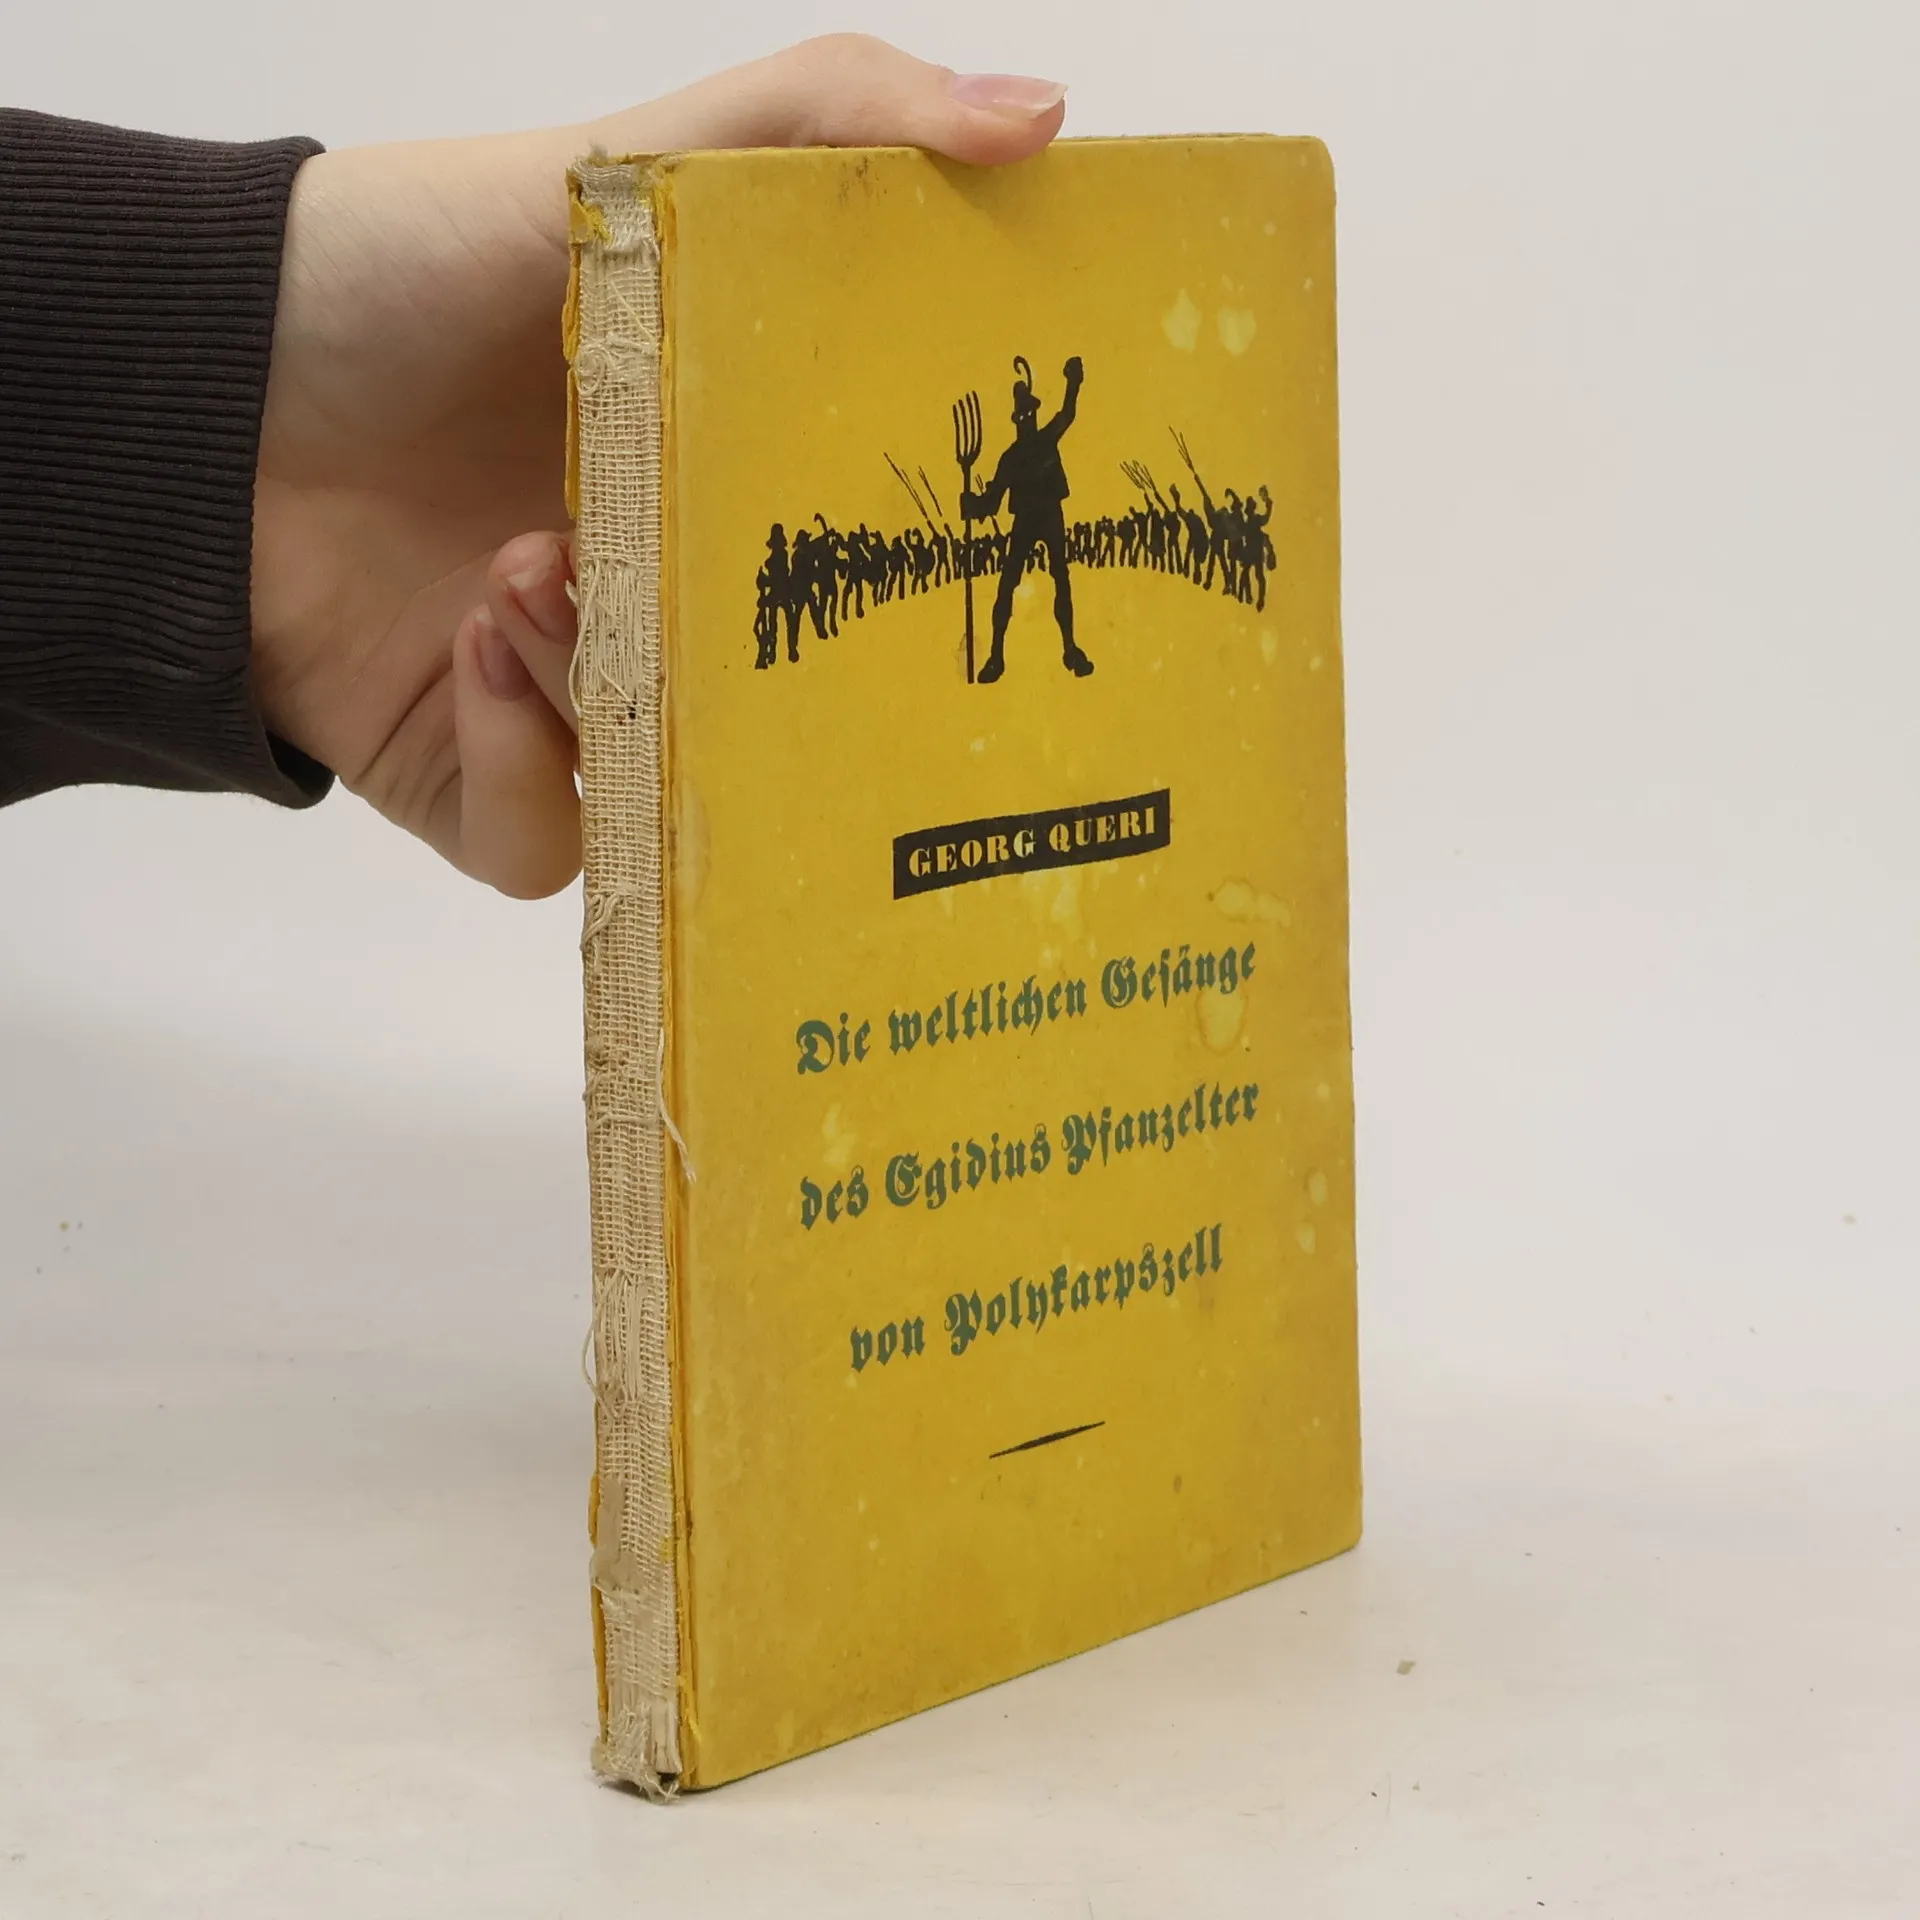 GEORG QUERI
Die weltlichen Gesänge
des Egidius Pfanzelter
von Polykarpszell